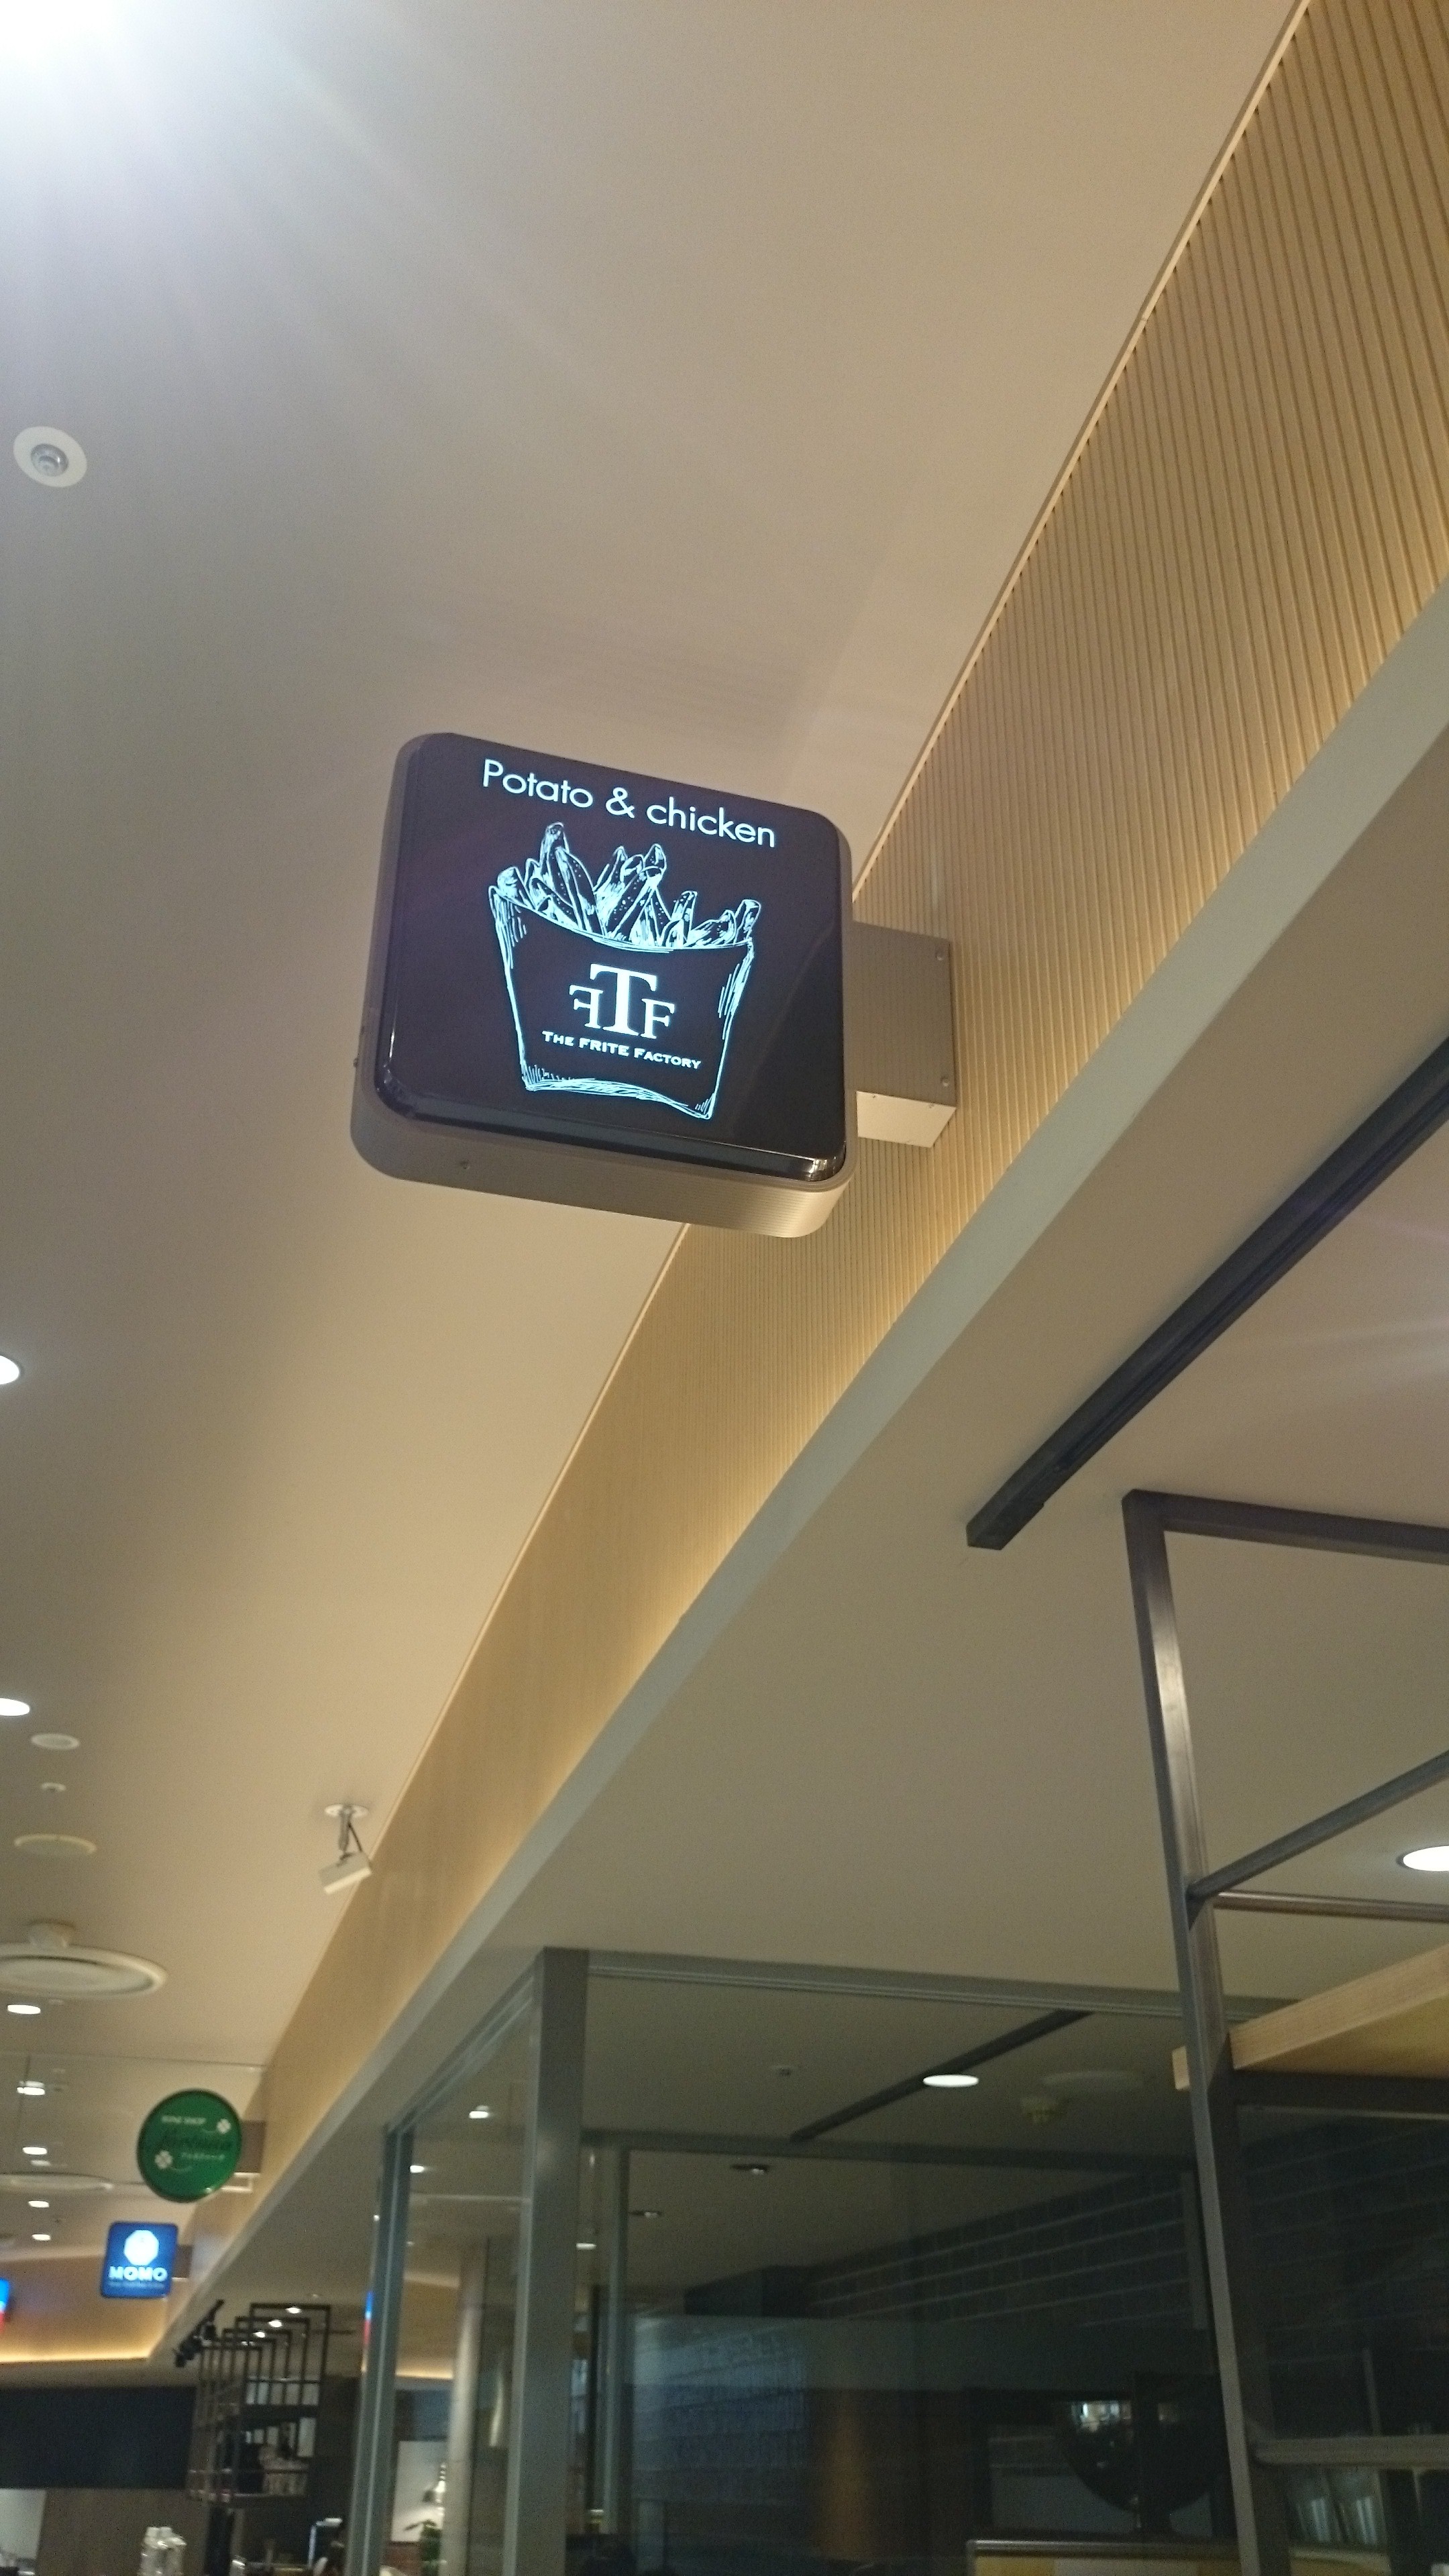 Potato & chicken
FTF
THE FRITE FACTORY
MOMO